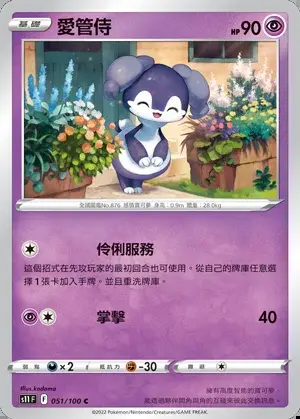 基礎 愛管侍 HP90
全國圖鑑No.876 感情寶可夢 身高:0.9m 體重:28.0kg
伶俐服務
這個招式在先攻玩家的最初回合也可使用。從自己的牌庫任意選
擇1張卡加入手牌。並且重洗牌庫。
掌擊 40
弱點 ×2 抵抗力 -30 撤退
Illus.kodama
s11 F F 051/100 C
擁有高度智能的寶可夢。
©2022 Pokémon/Nintendo/Creatures/GAME FREAK.